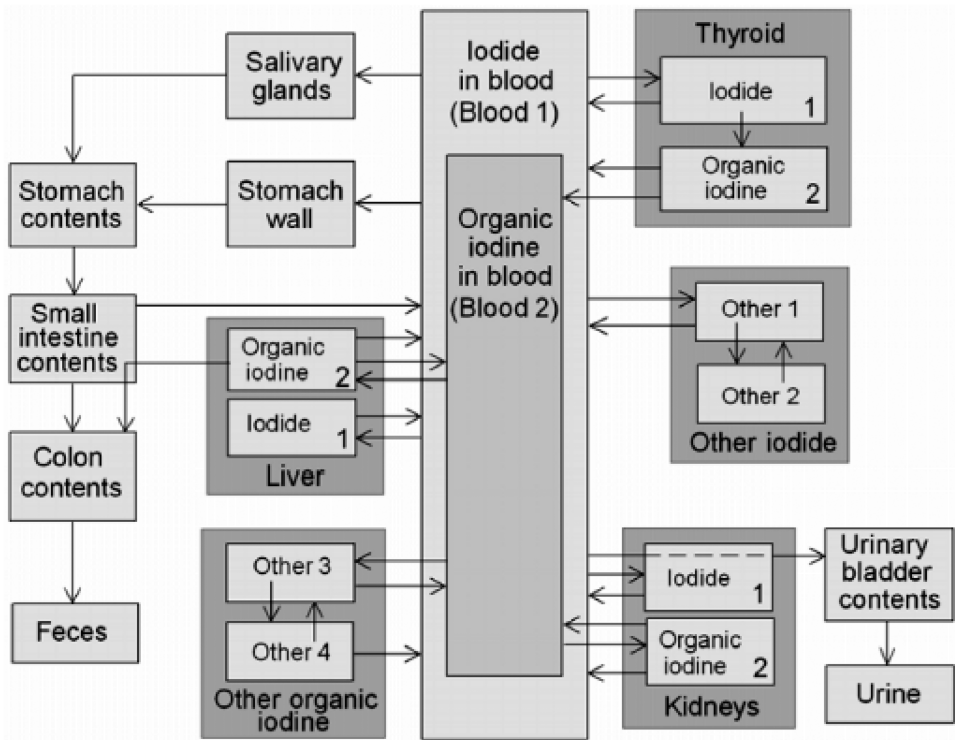 Salivary
glands
Stomach
contents
Stomach
wall
Small
intestine
contents
Colon
contents
Feces
Organic
iodine
2
Iodide
1
Liver
Other 3
Other 4
Other organic
iodine
Iodide
in blood
(Blood 1)
Organic
iodine
in blood
(Blood 2)
Thyroid
Iodide
1
Organic
iodine
2
Other 1
Other 2
Other iodide
Iodide
1
Organic
iodine
2
Kidneys
Urinary
bladder
contents
Urine